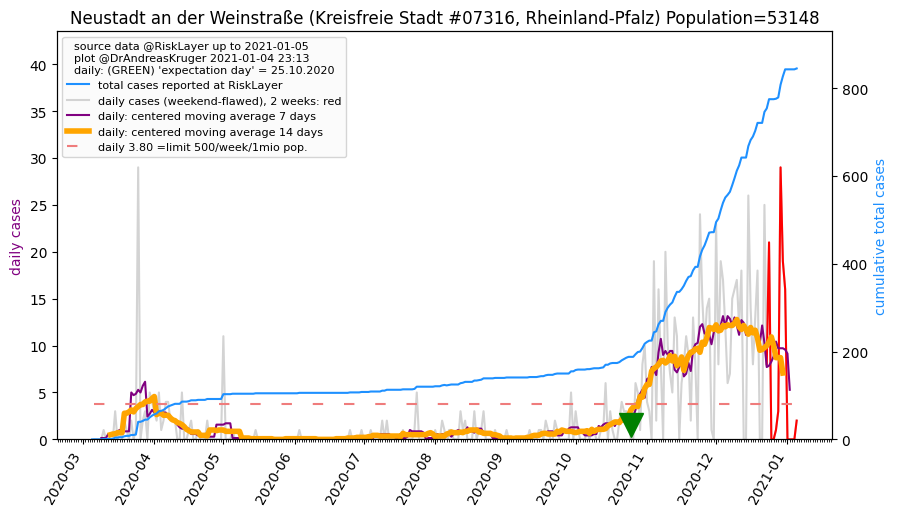 Neustadt an der Weinstraße (Kreisfreie Stadt #07316, Rheinland-Pfalz) Population=53148
source data @RiskLayer up to 2021-01-05
plot @DrAndreasKruger 2021-01-04 23:13
daily: (GREEN) 'expectation day' = 25.10.2020
total cases reported at RiskLayer
daily cases (weekend-flawed), 2 weeks: red
daily: centered moving average 7 days
daily: centered moving average 14 days
daily 3.80 =limit 500/week/1mio pop.
daily cases
40
35
30
25
20
15
10
5
0
cumulative total cases
800
600
400
200
0
2020-03
2020-04
2020-05
2020-06
2020-07
2020-08
2020-09
2020-10
2020-11
2020-12
2021-01